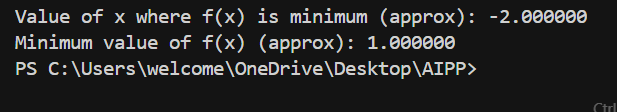 Value of x where f(x) is minimum (approx): -2.000000
Minimum value of f(x) (approx): 1.000000
PS C:\Users\welcome\OneDrive\Desktop\AIPP>
Ctrl